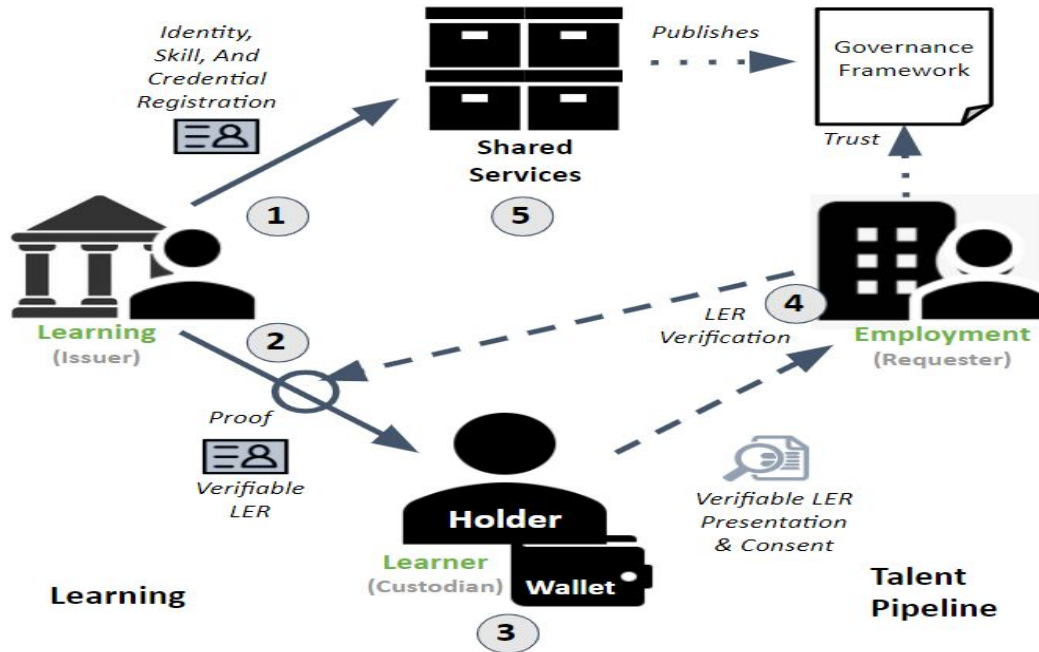 Identity,
Skill, And
Credential
Registration
Publishes
Governance
Framework
Shared
Services
Trust
1
5
Learning
(Issuer)
2
4
LER
Verification
Employment
(Requester)
Proof
Verifiable
LER
Holder
Learner
(Custodian)
Wallet
Verifiable LER
Presentation
& Consent
Learning
Talent
Pipeline
3